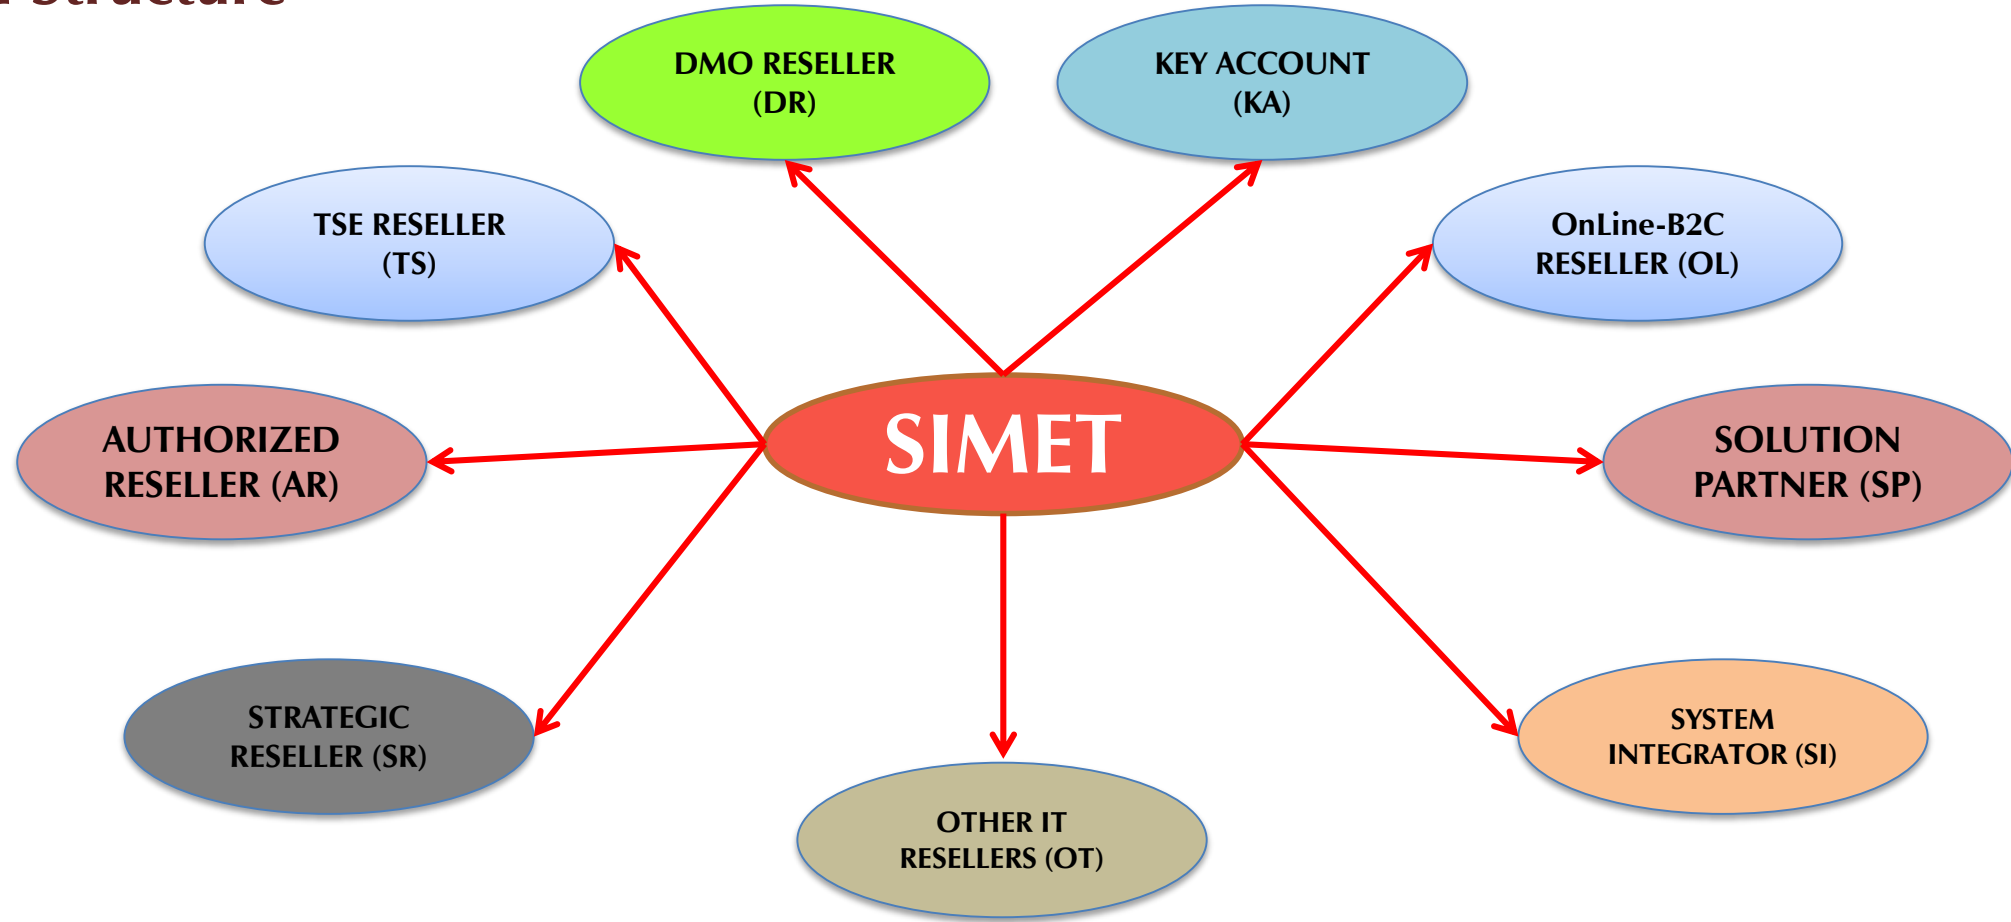 Structure
DMO RESELLER
(DR)
KEY ACCOUNT
(KA)
TSE RESELLER
(TS)
OnLine-B2C
RESELLER (OL)
AUTHORIZED
RESELLER (AR)
SIMET
SOLUTION
PARTNER (SP)
STRATEGIC
RESELLER (SR)
SYSTEM
INTEGRATOR (SI)
OTHER IT
RESELLERS (OT)